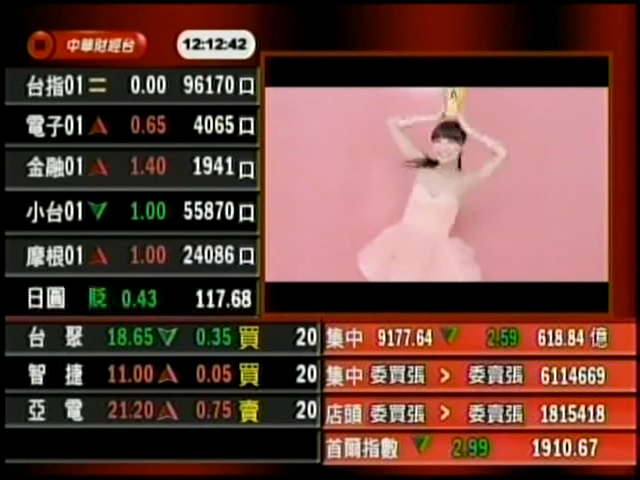 中華財經台 12:12:42
台指01 = 0.00 96170口
電子01 0.65 4065口
金融01 1.40 1941口
小台01 1.00 55870口
摩根01 1.00 24086口
日圓 貶 0.43 117.68
台聚 18.65 0.35 買 20
智捷 11.00 0.05 買 20
亞電 21.20 0.75 賣 20
集中 9177.64 2.59 618.84 億
集中 委買張 > 委賣張 6114669
店頭 委買張 > 委賣張 1815418
首爾指數 2.99 1910.67